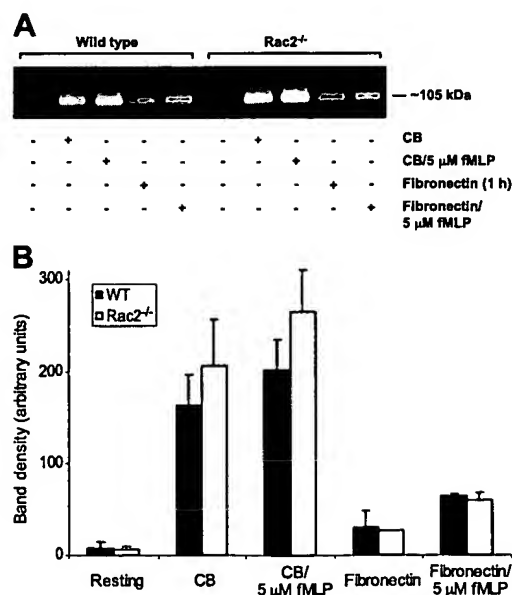 A
Wild type Rac2-/-
~105 kDa
- + - - - - + - - - CB
- - + - - - - + - - CB/5 μM fMLP
- - - + - - - - + - Fibronectin (1 h)
- - - - + - - - - + Fibronectin/
5 μM fMLP
B
300
200
100
0
Band density (arbitrary units)
WT
Rac2-/-
Resting CB CB/ Fibronectin Fibronectin/
5 μM fMLP 5 μM fMLP